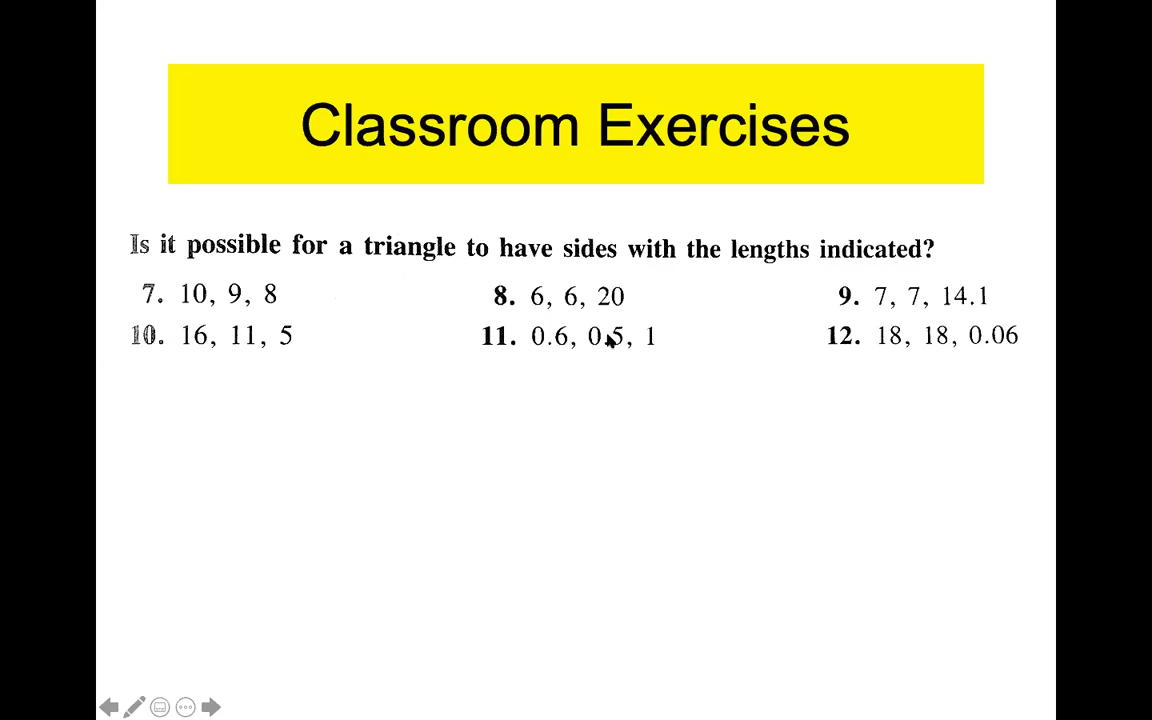 Classroom Exercises
Is it possible for a triangle to have sides with the lengths indicated?
7. 10, 9, 8 8. 6, 6, 20 9. 7, 7, 14.1
10. 16, 11, 5 11. 0.6, 0.5, 1 12. 18, 18, 0.06